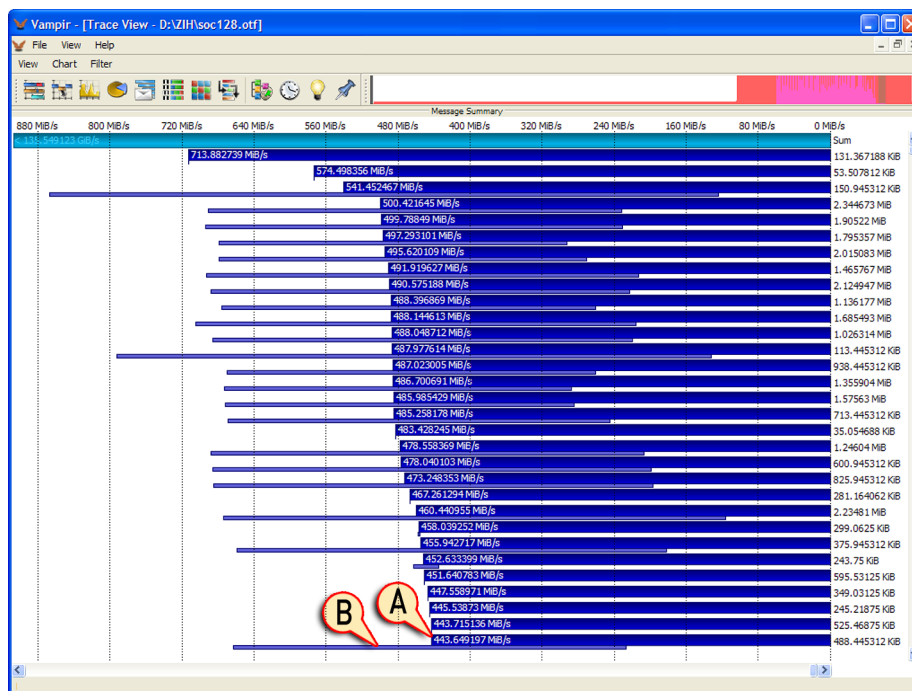 Vampir - [Trace View - D:\ZIH\soc128.otf]
File View Help
View Chart Filter
Message Summary
880 MiB/s 800 MiB/s 720 MiB/s 640 MiB/s 560 MiB/s 480 MiB/s 400 MiB/s 320 MiB/s 240 MiB/s 160 MiB/s 80 MiB/s 0 MiB/s
< 135.549123 GiB/s Sum
713.882739 MiB/s 131.367188 KiB
574.498356 MiB/s 53.507812 KiB
541.452467 MiB/s 150.945312 KiB
500.421645 MiB/s 2.344673 MiB
499.78849 MiB/s 1.90522 MiB
497.293101 MiB/s 1.795357 MiB
495.620109 MiB/s 2.015083 MiB
491.919627 MiB/s 1.465767 MiB
490.575188 MiB/s 2.124947 MiB
488.396869 MiB/s 1.136177 MiB
488.144613 MiB/s 1.685493 MiB
488.048712 MiB/s 1.026314 MiB
487.977614 MiB/s 113.445312 KiB
487.023005 MiB/s 938.445312 KiB
486.700691 MiB/s 1.355904 MiB
485.985429 MiB/s 1.57563 MiB
485.258178 MiB/s 713.445312 KiB
483.428245 MiB/s 35.054688 KiB
478.558369 MiB/s 1.24604 MiB
478.040103 MiB/s 600.945312 KiB
473.248353 MiB/s 825.945312 KiB
467.261294 MiB/s 281.164062 KiB
460.440955 MiB/s 2.23481 MiB
458.039252 MiB/s 299.0625 KiB
455.942717 MiB/s 375.945312 KiB
452.633399 MiB/s 243.75 KiB
451.640783 MiB/s 595.53125 KiB
447.558971 MiB/s 349.03125 KiB
445.53873 MiB/s 245.21875 KiB
443.715136 MiB/s 525.46875 KiB
443.649197 MiB/s 488.445312 KiB
B A